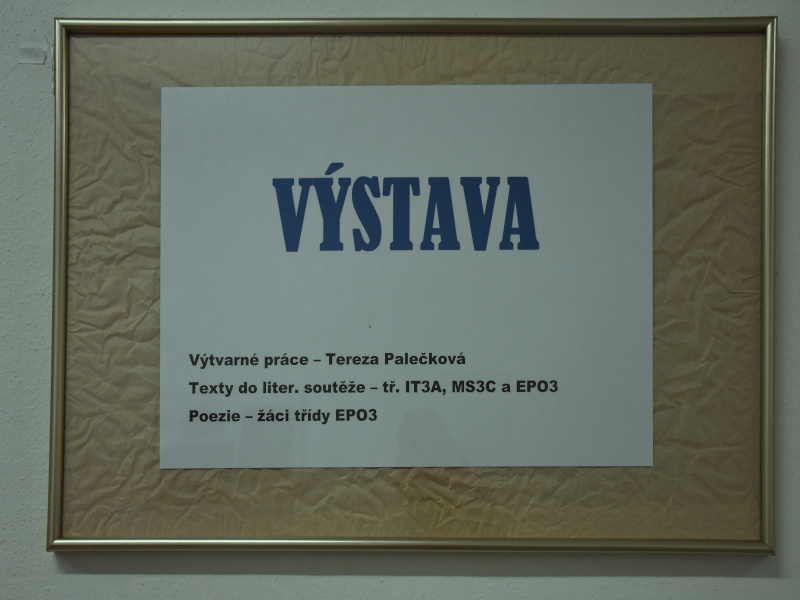 VÝSTAVA
Výtvarné práce – Tereza Palečková
Texty do liter. soutěže – tř. IT3A, MS3C a EPO3
Poezie – žáci třídy EPO3